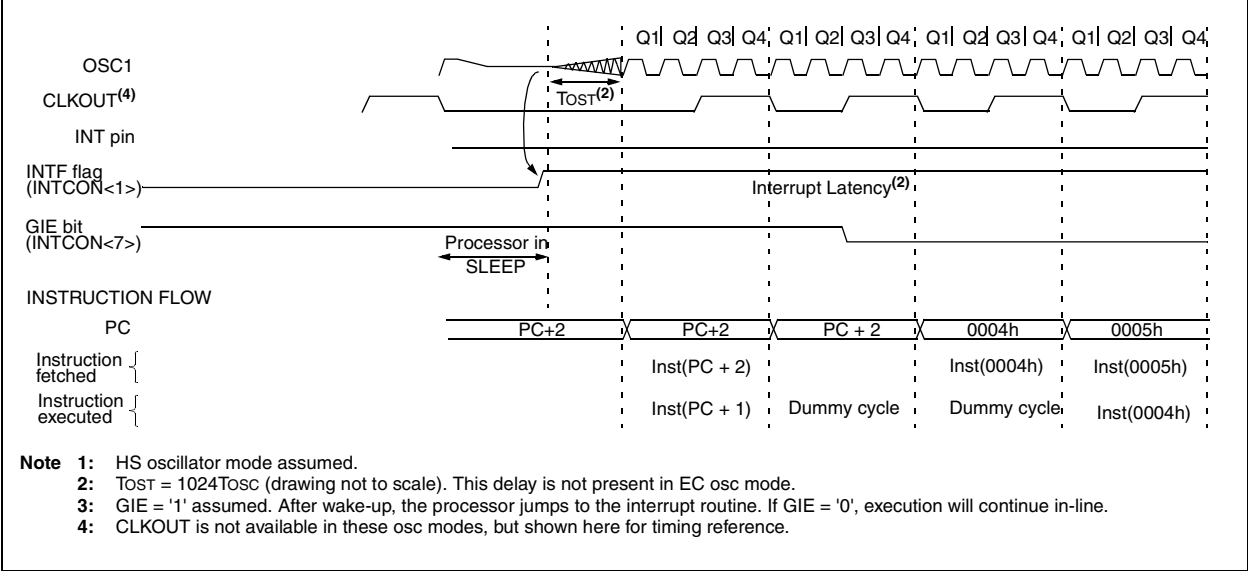 Q1 Q2 Q3 Q4 Q1 Q2 Q3 Q4 Q1 Q2 Q3 Q4 Q1 Q2 Q3 Q4
OSC1
CLKOUT(4)
TOST(2)
INT pin
INTF flag
(INTCON<1>)
Interrupt Latency(2)
GIE bit
(INTCON<7>)
Processor in
SLEEP
INSTRUCTION FLOW
PC PC+2 PC+2 PC + 2 0004h 0005h
Instruction
fetched
Inst(PC + 2) Inst(0004h) Inst(0005h)
Instruction
executed
Inst(PC + 1) Dummy cycle Dummy cycle Inst(0004h)
Note 1: HS oscillator mode assumed.
2: TOST = 1024TOSC (drawing not to scale). This delay is not present in EC osc mode.
3: GIE = '1' assumed. After wake-up, the processor jumps to the interrupt routine. If GIE = '0', execution will continue in-line.
4: CLKOUT is not available in these osc modes, but shown here for timing reference.